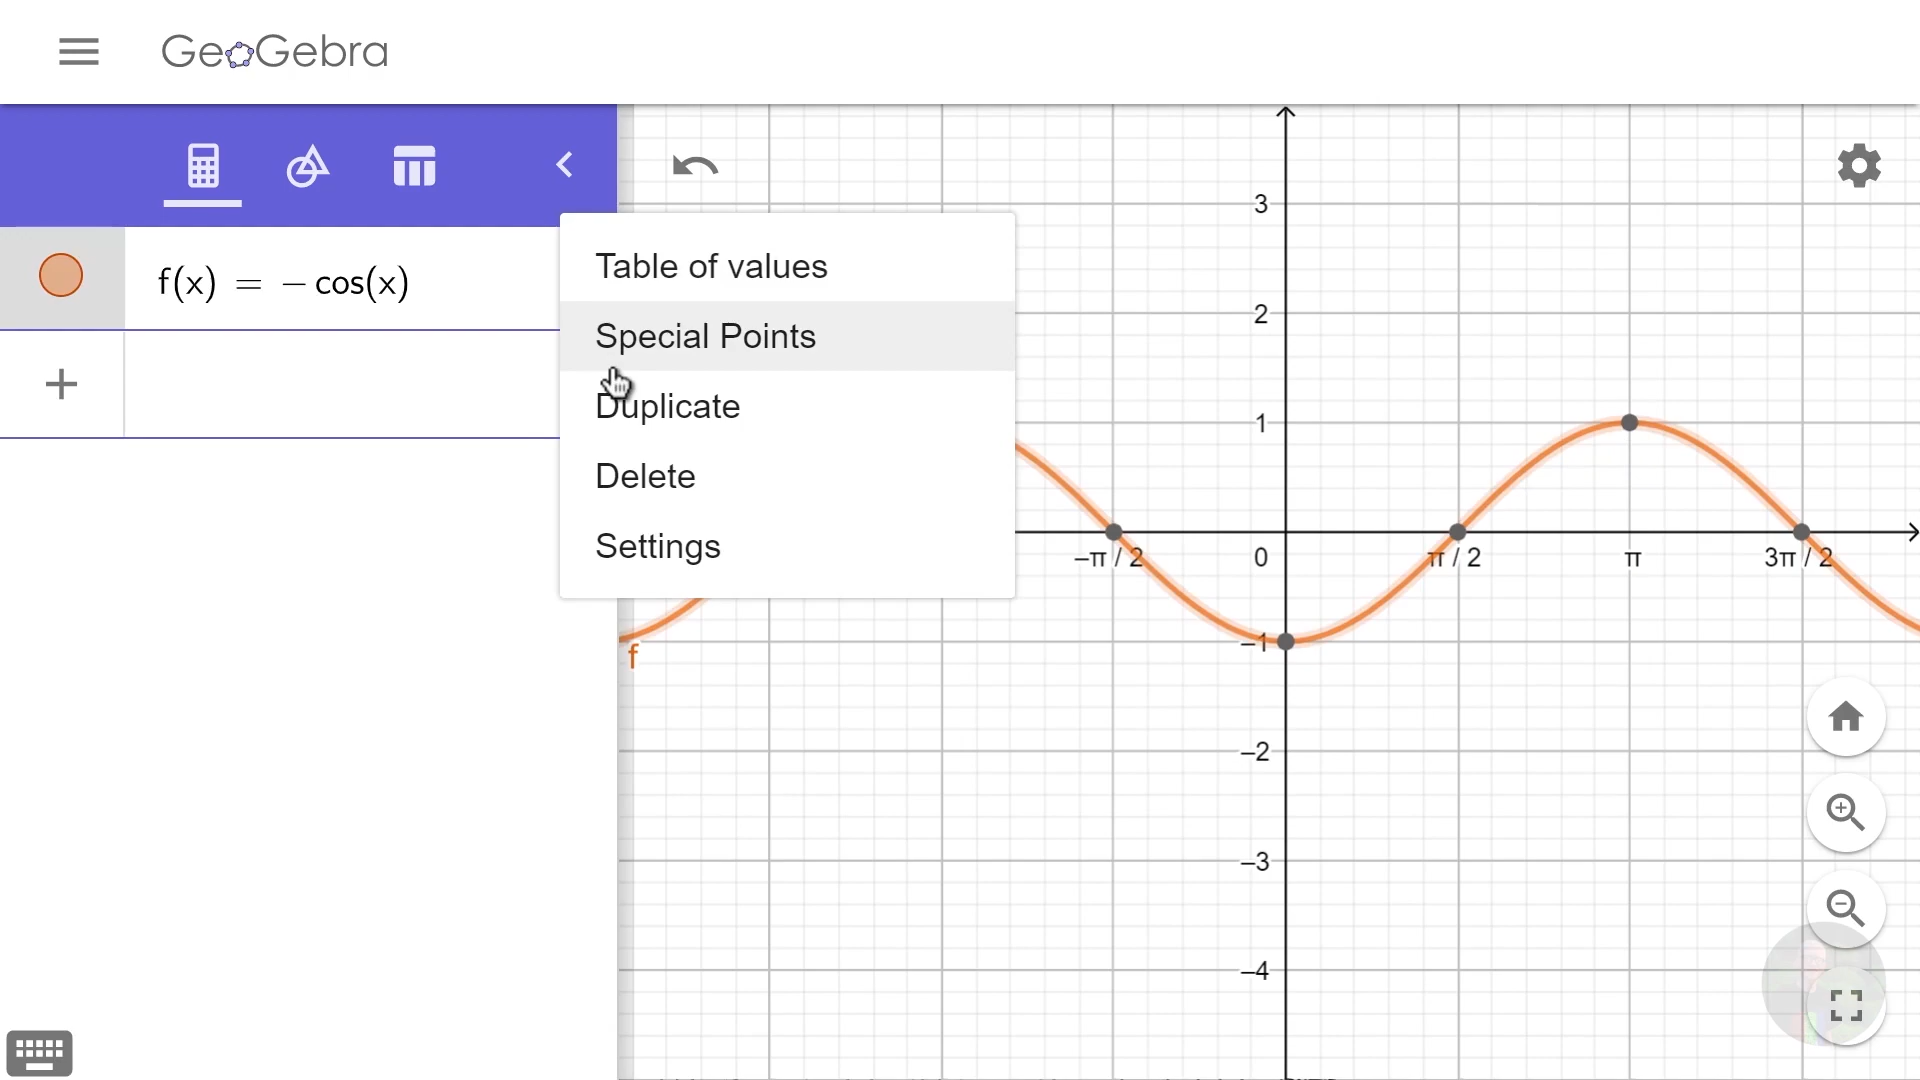 GeoGebra
f(x) = – cos(x)
Table of values
Special Points
Duplicate
Delete
Settings
3
2
1
–π / 2
0
π / 2
π
3π / 2
–1
f
–2
–3
–4